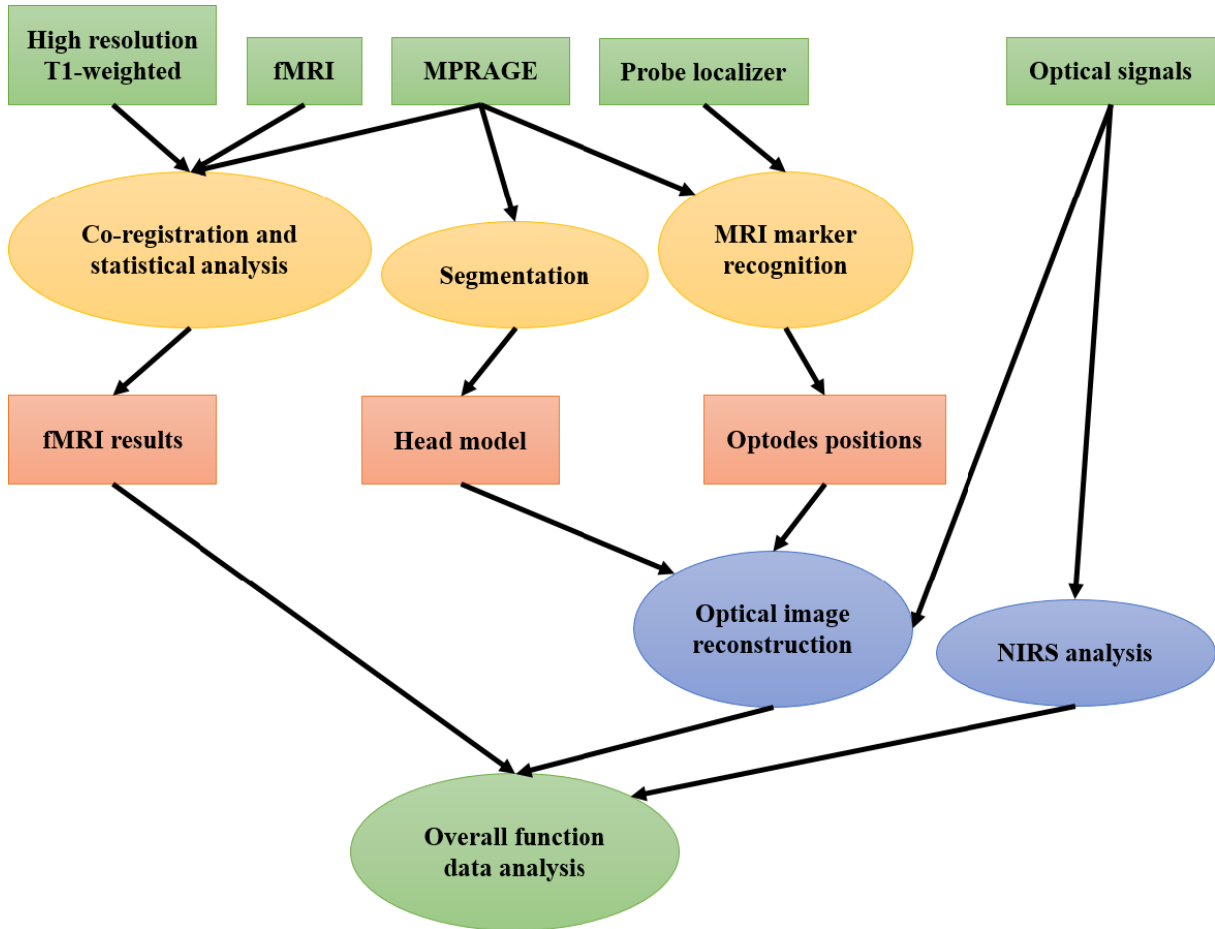 High resolution
T1-weighted
fMRI
MPRAGE
Probe localizer
Optical signals
Co-registration and
statistical analysis
Segmentation
MRI marker
recognition
fMRI results
Head model
Optodes positions
Optical image
reconstruction
NIRS analysis
Overall function
data analysis